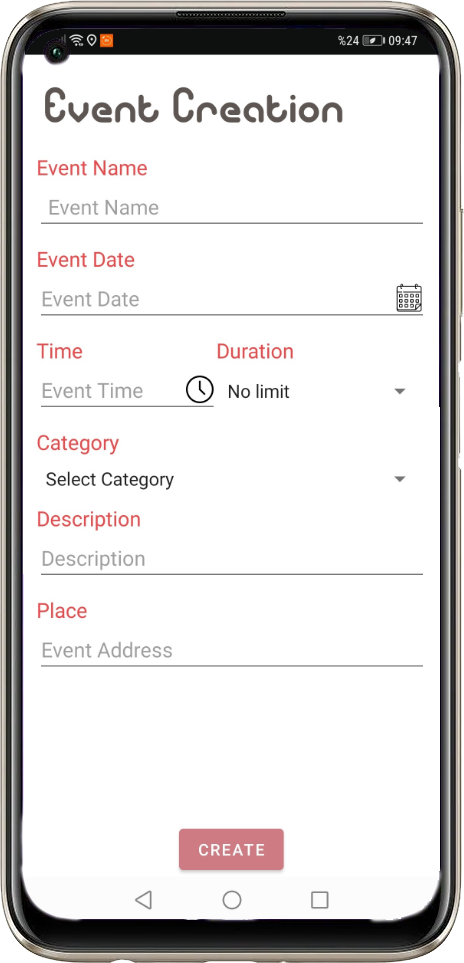 %24 09:47
Event Creation
Event Name
Event Name
Event Date
Event Date
Time Duration
Event Time No limit
Category
Select Category
Description
Description
Place
Event Address
CREATE